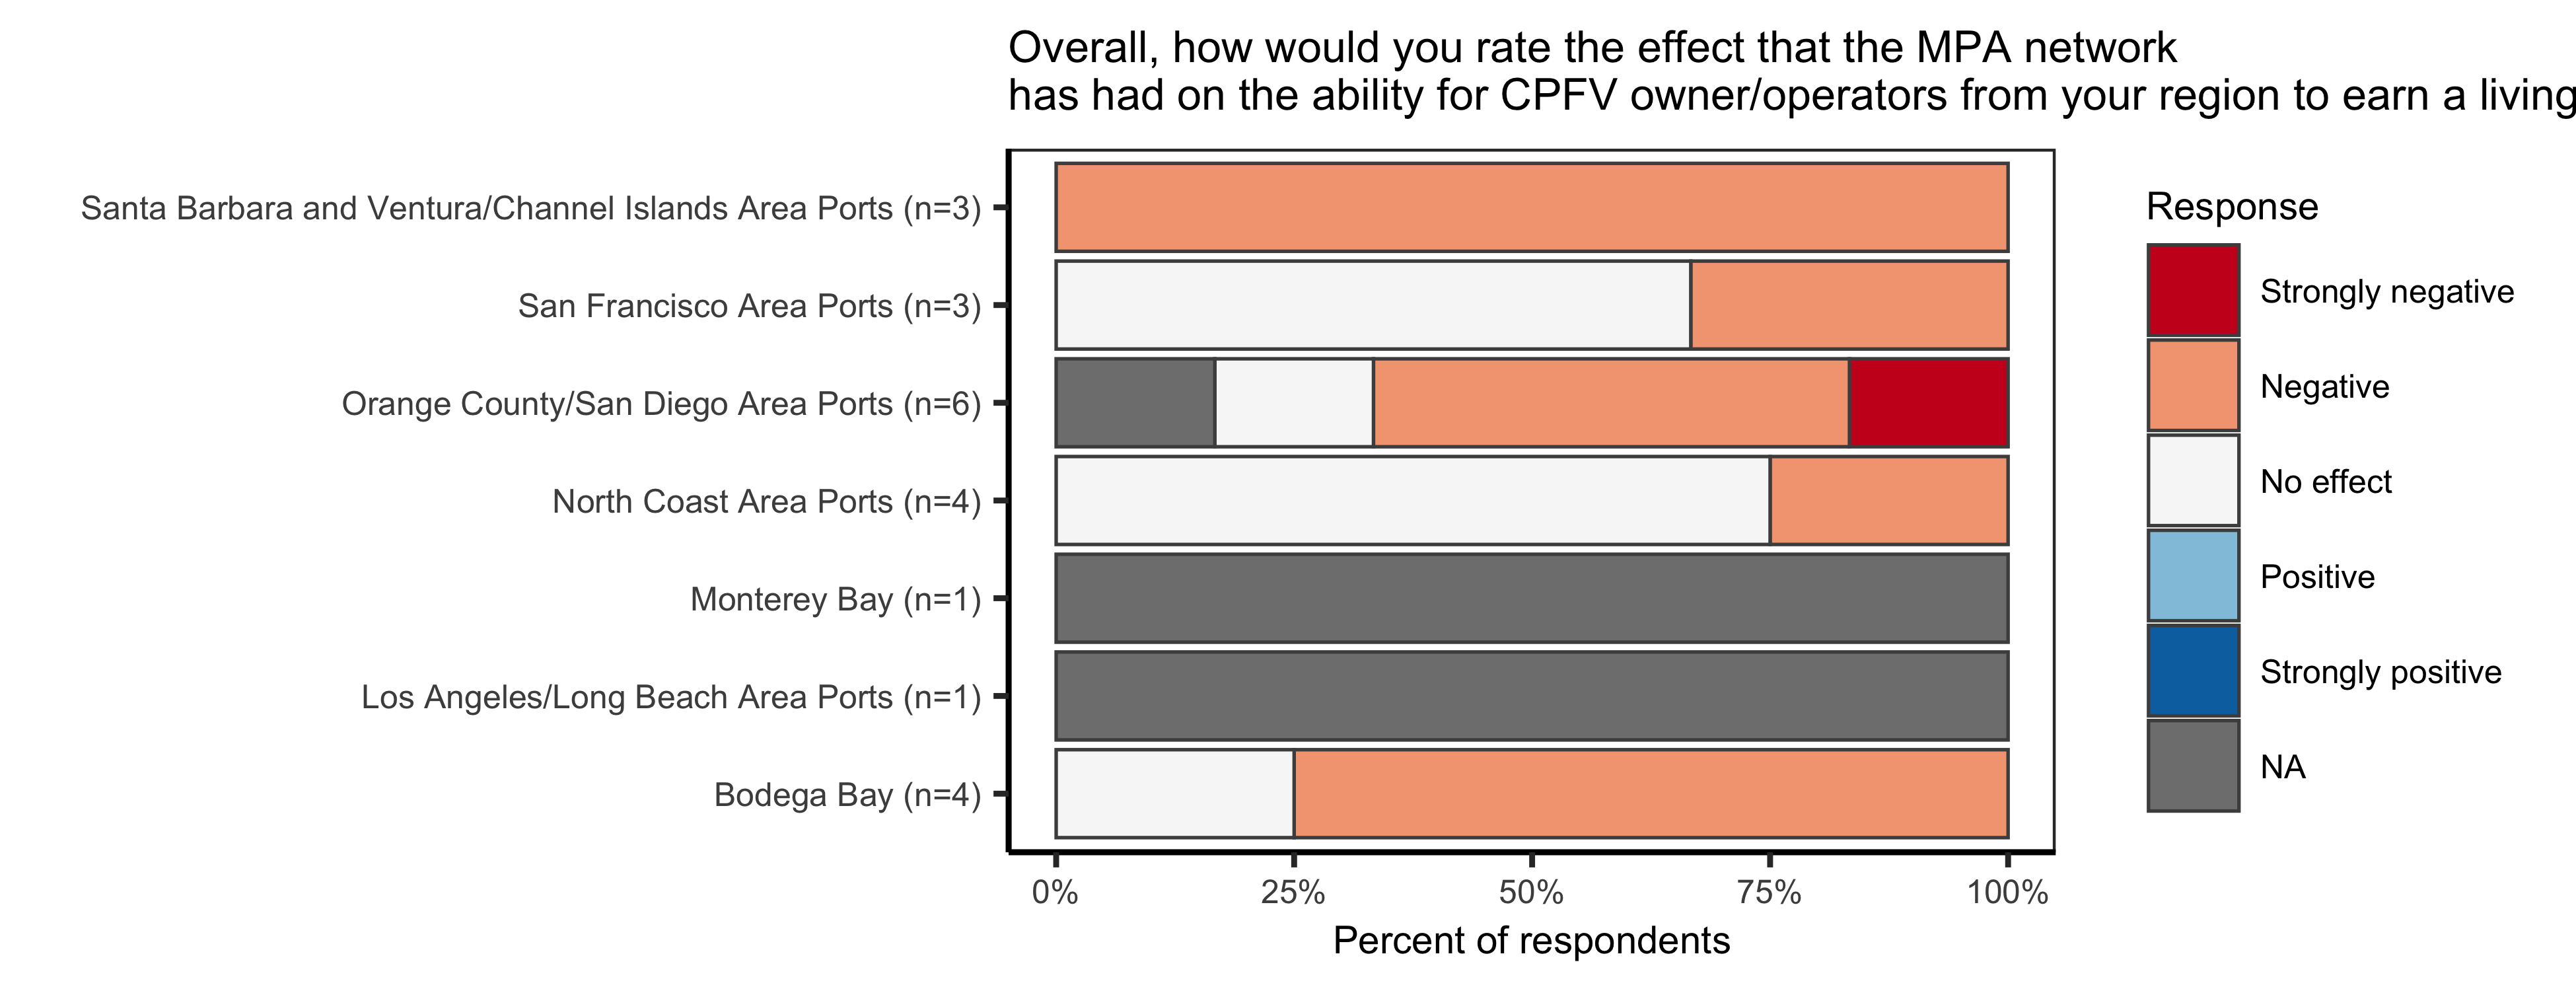 Overall, how would you rate the effect that the MPA network
has had on the ability for CPFV owner/operators from your region to earn a living
Santa Barbara and Ventura/Channel Islands Area Ports (n=3)
San Francisco Area Ports (n=3)
Orange County/San Diego Area Ports (n=6)
North Coast Area Ports (n=4)
Monterey Bay (n=1)
Los Angeles/Long Beach Area Ports (n=1)
Bodega Bay (n=4)
0% 25% 50% 75% 100%
Percent of respondents
Response
Strongly negative
Negative
No effect
Positive
Strongly positive
NA